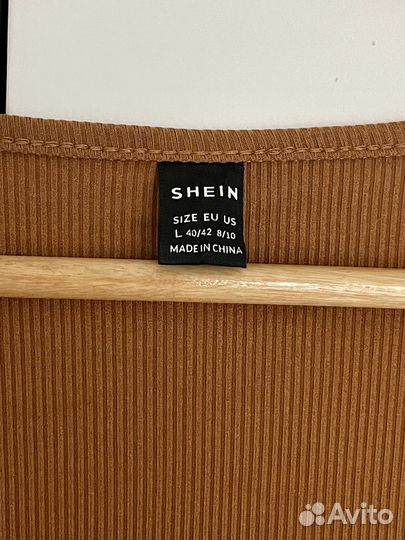 SHEIN
SIZE EU US
L 40/42 8/10
MADE IN CHINA
Avito